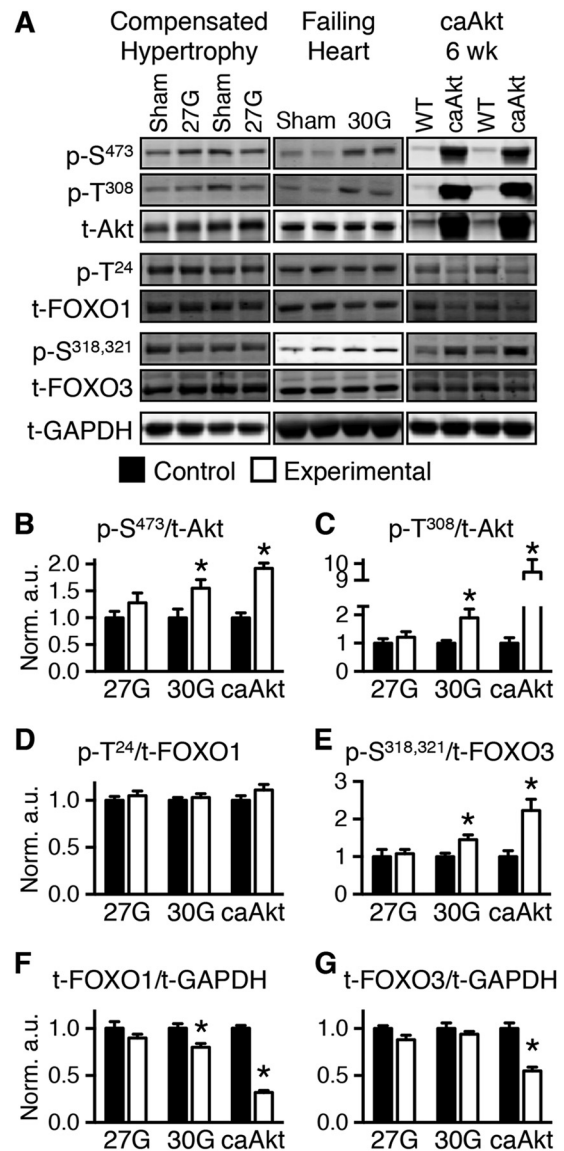 A
Compensated Hypertrophy
Failing Heart
caAkt 6 wk
Sham 27G Sham 27G
Sham 30G
WT caAkt WT caAkt
p-S473
p-T308
t-Akt
p-T24
t-FOXO1
p-S318,321
t-FOXO3
t-GAPDH
Control Experimental
B
p-S473/t-Akt
Norm. a.u.
2.0
1.5
1.0
0.5
0.0
* *
27G 30G caAkt
C
p-T308/t-Akt
10
9
2
1
0
* *
27G 30G caAkt
D
p-T24/t-FOXO1
Norm. a.u.
1.0
0.5
0.0
27G 30G caAkt
E
p-S318,321/t-FOXO3
3
2
1
0
* *
27G 30G caAkt
F
t-FOXO1/t-GAPDH
Norm. a.u.
1.0
0.5
0.0
* *
27G 30G caAkt
G
t-FOXO3/t-GAPDH
1.0
0.5
0.0
*
27G 30G caAkt